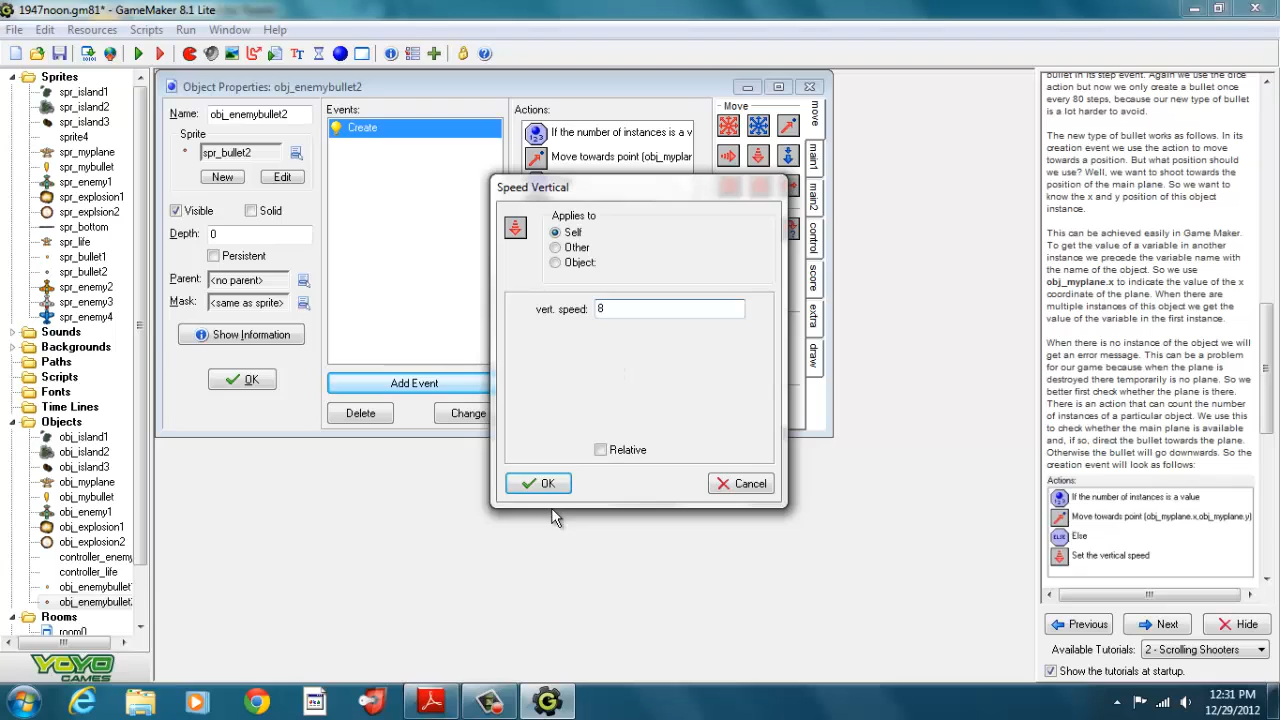 1947noon.gm81* - GameMaker 8.1 Lite
File Edit Resources Scripts Run Window Help
Sprites
spr_island1
spr_island2
spr_island3
sprite4
spr_myplane
spr_mybullet
spr_enemy1
spr_explosion1
spr_explsion2
spr_bottom
spr_life
spr_bullet1
spr_bullet2
spr_enemy2
spr_enemy3
spr_enemy4
Sounds
Backgrounds
Paths
Scripts
Fonts
Time Lines
Objects
obj_island1
obj_island2
obj_island3
obj_myplane
obj_mybullet
obj_enemy1
obj_explosion1
obj_explosion2
controller_enem
controller_life
obj_enemybullet
obj_enemybullet
Rooms
room0
YOYO
GAMES
Object Properties: obj_enemybullet2
Name: obj_enemybullet2
Sprite
spr_bullet2
New Edit
Visible Solid
Depth: 0
Persistent
Parent: <no parent>
Mask: <same as sprite>
Show Information
OK
Events:
Create
Add Event
Delete Change
Actions:
If the number of instances is a v
Move towards point (obj_myplar
Move
move
main1
main2
control
score
extra
draw
Speed Vertical
Applies to
Self
Other
Object:
vert. speed: 8
Relative
OK Cancel
bullet in its step event. Again we use the dice
action but now we only create a bullet once
every 80 steps, because our new type of bullet
is a lot harder to avoid.
The new type of bullet works as follows. In its
creation event we use the action to move
towards a position. But what position should
we use? Well, we want to shoot towards the
position of the main plane. So we want to
know the x and y position of this object
instance.
This can be achieved easily in Game Maker.
To get the value of a variable in another
instance we precede the variable name with
the name of the object. So we use
obj_myplane.x to indicate the value of the x
coordinate of the plane. When there are
multiple instances of this object we get the
value of the variable in the first instance.
When there is no instance of the object we will
get an error message. This can be a problem
for our game because when the plane is
destroyed there temporarily is no plane. So we
better first check whether the plane is there.
There is an action that can count the number
of instances of a particular object. We use this
to check whether the main plane is available
and, if so, direct the bullet towards the plane.
Otherwise the bullet will go downwards. So the
creation event will look as follows:
Actions:
If the number of instances is a value
Move towards point (obj_myplane.x,obj_myplane.y)
ELSE Else
Set the vertical speed
Previous Next Hide
Available Tutorials: 2 - Scrolling Shooters
Show the tutorials at startup.
12:31 PM
12/29/2012